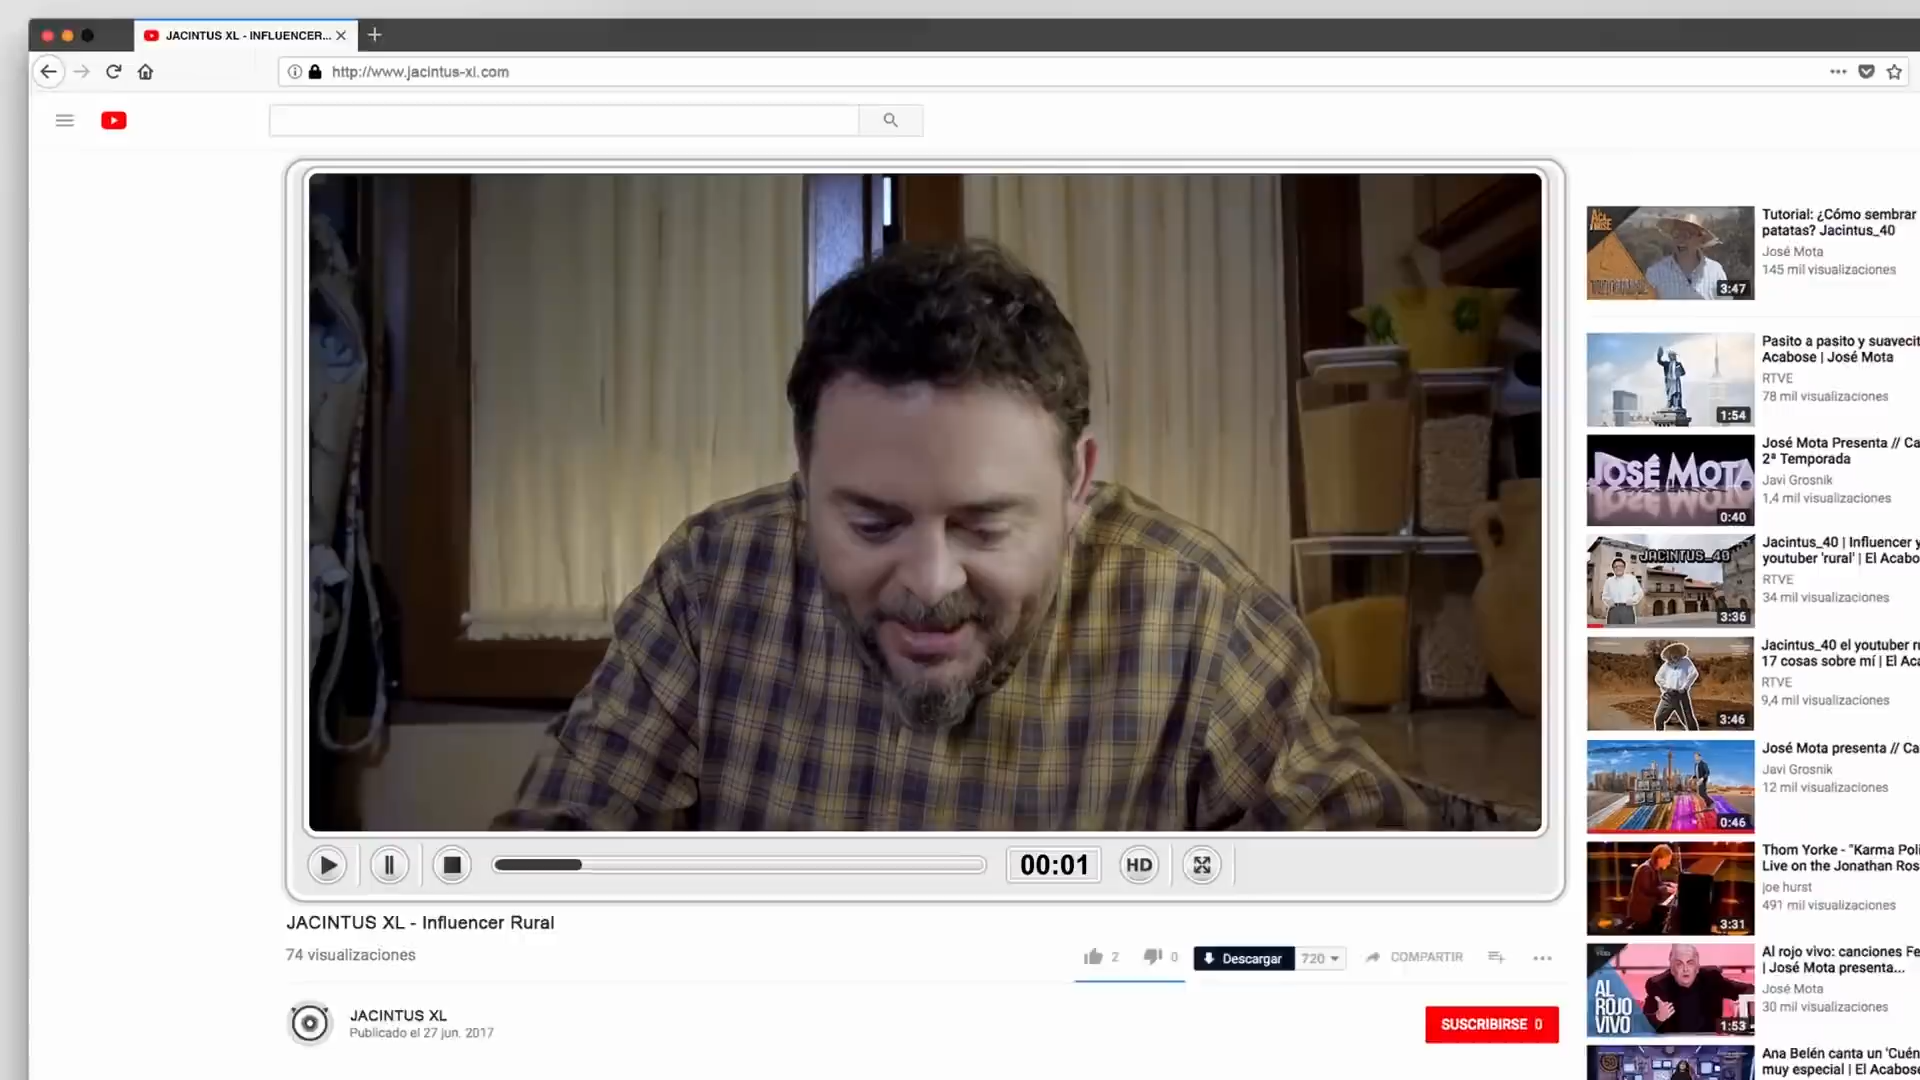 JACINTUS XL - INFLUENCER...
http://www.jacintus-xl.com
00:01
HD
JACINTUS XL - Influencer Rural
74 visualizaciones
2
0
Descargar
720
COMPARTIR
JACINTUS XL
Publicado el 27 jun. 2017
SUSCRIBIRSE 0
TUTORIAL
3:47
Tutorial: ¿Cómo sembrar
patatas? Jacintus_40
José Mota
145 mil visualizaciones
1:54
Pasito a pasito y suavecit
Acabose | José Mota
RTVE
78 mil visualizaciones
JOSÉ MOTA
0:40
José Mota Presenta // Ca
2ª Temporada
Javi Grosnik
1,4 mil visualizaciones
JACINTUS_40
3:36
Jacintus_40 | Influencer y
youtuber 'rural' | El Acabo
RTVE
34 mil visualizaciones
3:46
Jacintus_40 el youtuber ru
17 cosas sobre mí | El Aca
RTVE
9,4 mil visualizaciones
0:46
José Mota presenta // Ca
Javi Grosnik
12 mil visualizaciones
3:31
Thom Yorke - "Karma Poli
Live on the Jonathan Ros
joe hurst
491 mil visualizaciones
AL
ROJO
VIVO
1:53
Al rojo vivo: canciones Fe
| José Mota presenta...
José Mota
30 mil visualizaciones
Ana Belén canta un 'Cuén
muy especial | El Acabose